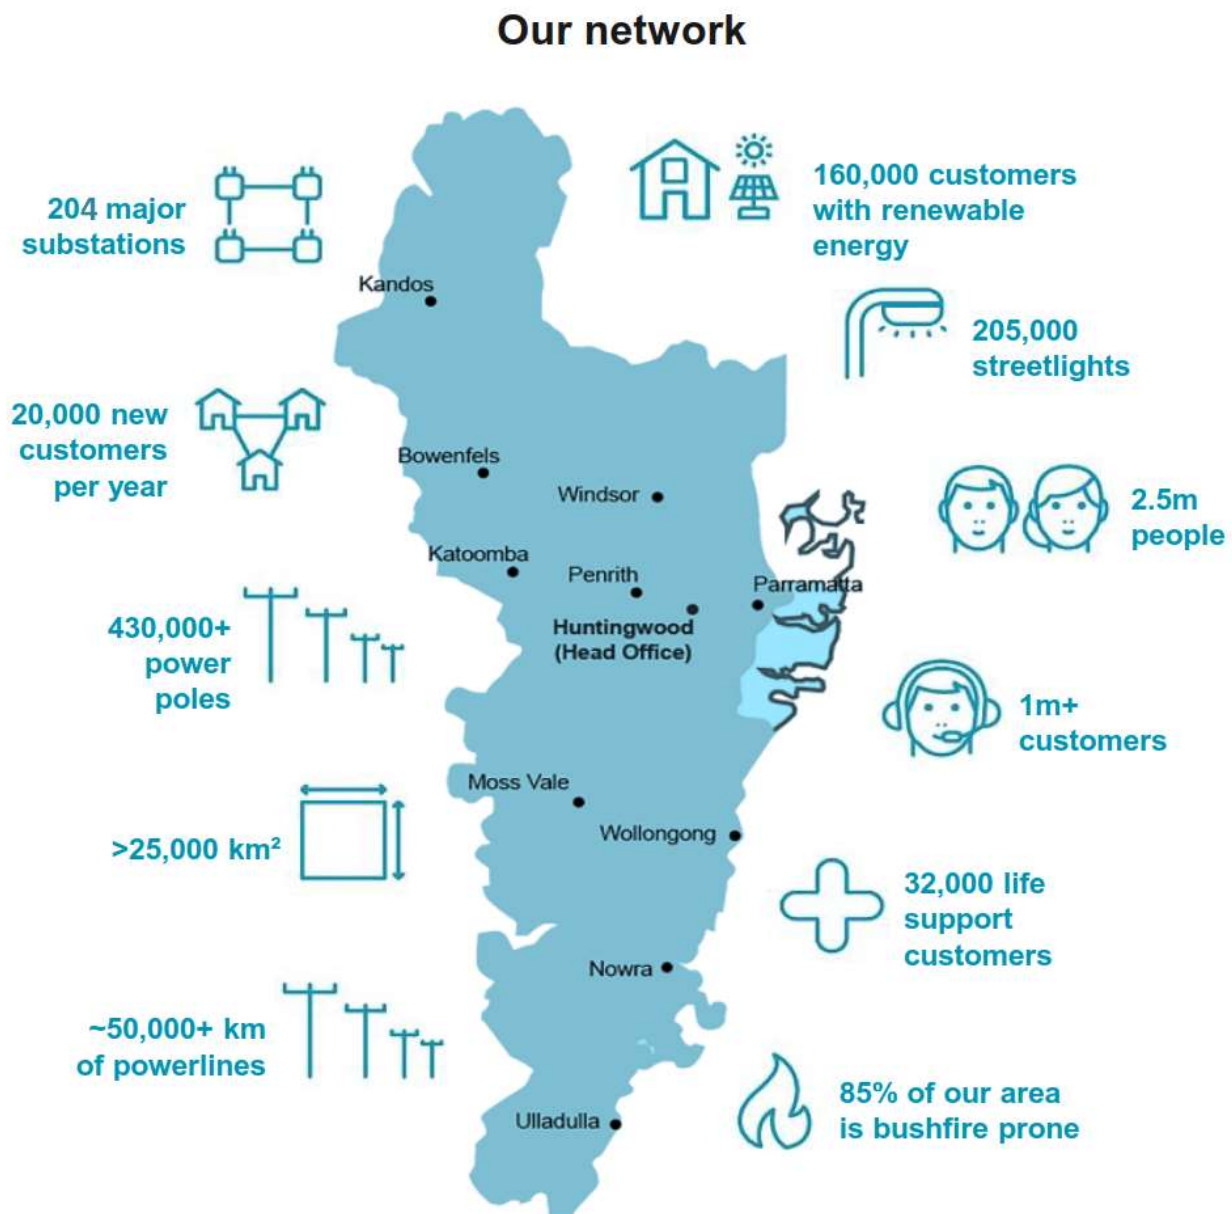 Our network
204 major
substations
160,000 customers
with renewable
energy
Kandos
205,000
streetlights
20,000 new
customers
per year
Bowenfels
Windsor
2.5m
people
Katoomba
Penrith
Parramatta
430,000+
power
poles
Huntingwood
(Head Office)
1m+
customers
Moss Vale
Wollongong
>25,000 km²
32,000 life
support
customers
Nowra
~50,000+ km
of powerlines
85% of our area
is bushfire prone
Ulladulla